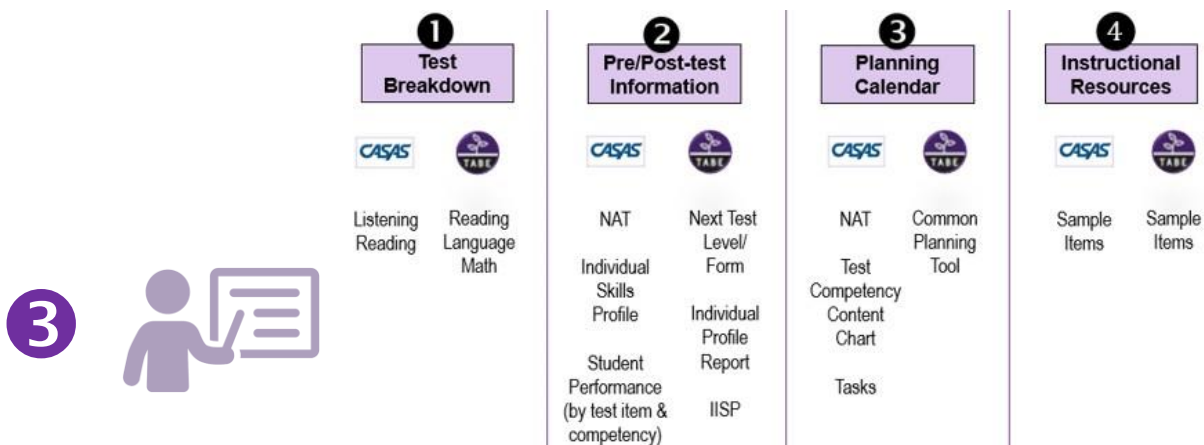 3
1
Test
Breakdown
CASAS
TABE
Listening
Reading
Reading
Language
Math
2
Pre/Post-test
Information
CASAS
TABE
NAT
Individual
Skills
Profile
Student
Performance
(by test item &
competency)
Next Test
Level/
Form
Individual
Profile
Report
IISP
3
Planning
Calendar
CASAS
TABE
NAT
Test
Competency
Content
Chart
Tasks
Common
Planning
Tool
4
Instructional
Resources
CASAS
TABE
Sample
Items
Sample
Items